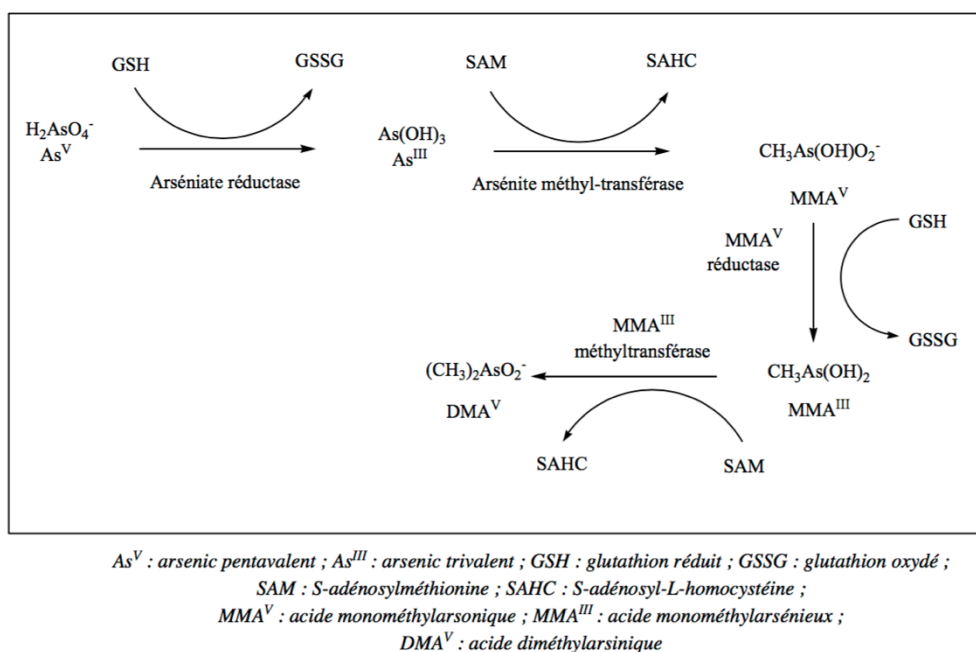 GSH GSSG SAM SAHC
H₂AsO₄⁻ As(OH)₃
Asⱽ Asᴵᴵᴵ CH₃As(OH)O₂⁻
Arséniate réductase Arsénite méthyl-transférase
MMAⱽ
GSH
MMAⱽ
réductase
MMAᴵᴵᴵ
méthyltransférase
GSSG
(CH₃)₂AsO₂⁻ CH₃As(OH)₂
DMAⱽ MMAᴵᴵᴵ
SAHC SAM
Asⱽ : arsenic pentavalent ; Asᴵᴵᴵ : arsenic trivalent ; GSH : glutathion réduit ; GSSG : glutathion oxydé ;
SAM : S-adénosylméthionine ; SAHC : S-adénosyl-L-homocystéine ;
MMAⱽ : acide monométhylarsonique ; MMAᴵᴵᴵ : acide monométhylarsénieux ;
DMAⱽ : acide diméthylarsinique